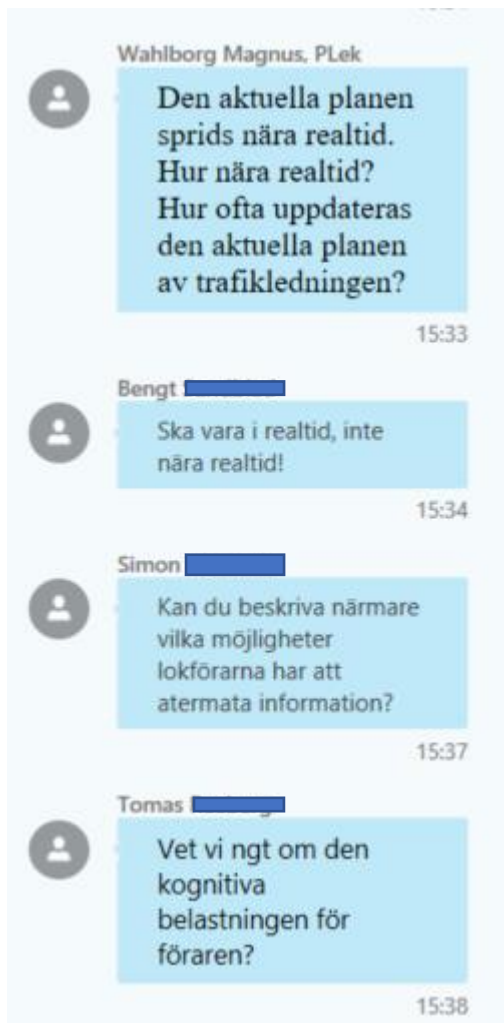 Wahlborg Magnus, PLek
Den aktuella planen
sprids nära realtid.
Hur nära realtid?
Hur ofta uppdateras
den aktuella planen
av trafikledningen?
15:33
Bengt
Ska vara i realtid, inte
nära realtid!
15:34
Simon
Kan du beskriva närmare
vilka möjligheter
lokförarna har att
atermata information?
15:37
Tomas
Vet vi ngt om den
kognitiva
belastningen för
föraren?
15:38